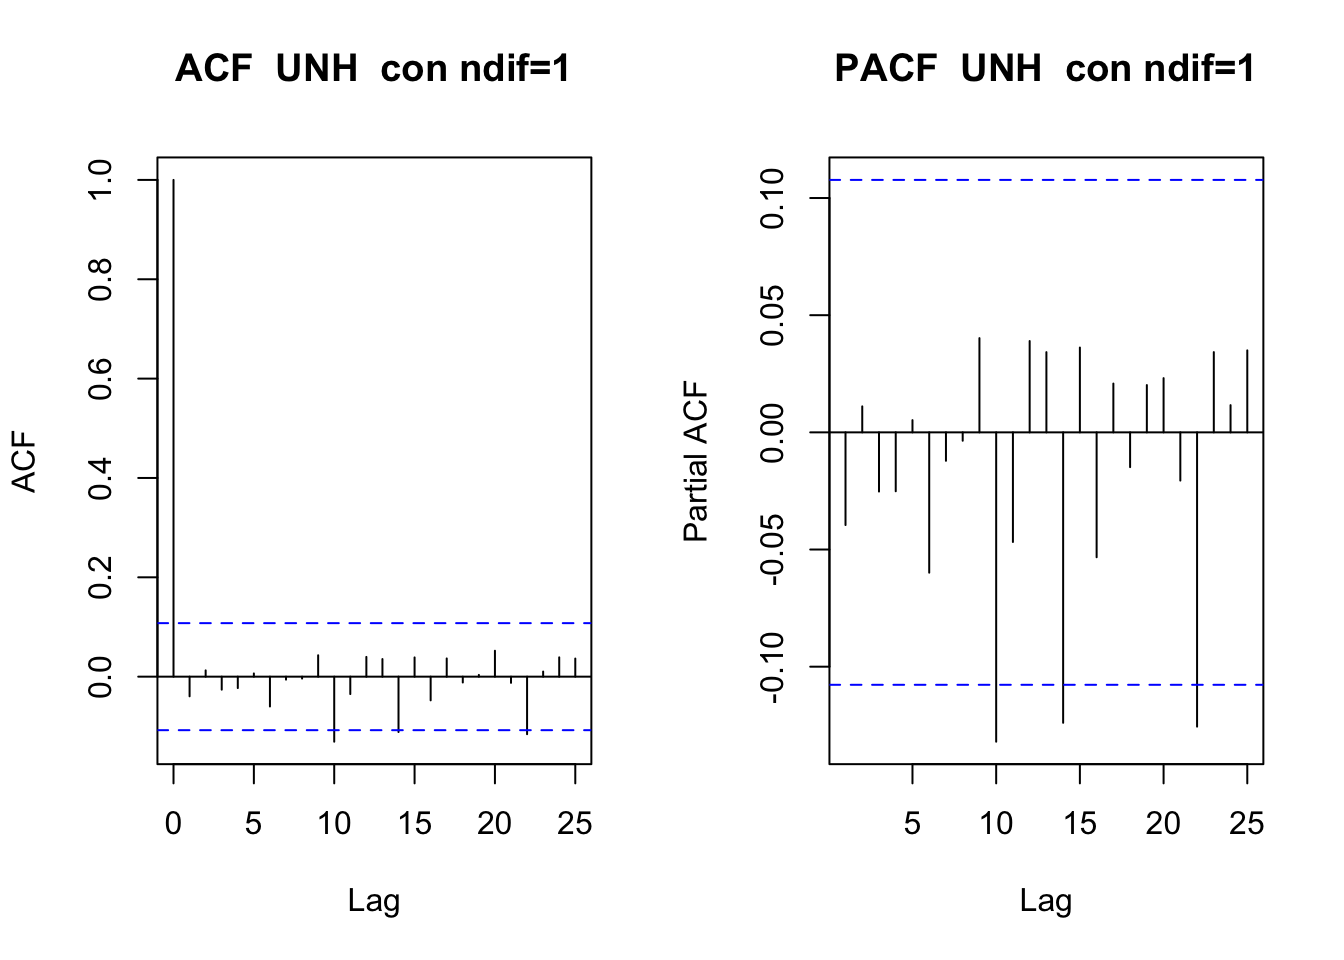 ACF  UNH  con ndif=1
ACF
0.0 0.2 0.4 0.6 0.8 1.0
0 5 10 15 20 25
Lag
PACF  UNH  con ndif=1
Partial ACF
-0.10 -0.05 0.00 0.05 0.10
5 10 15 20 25
Lag